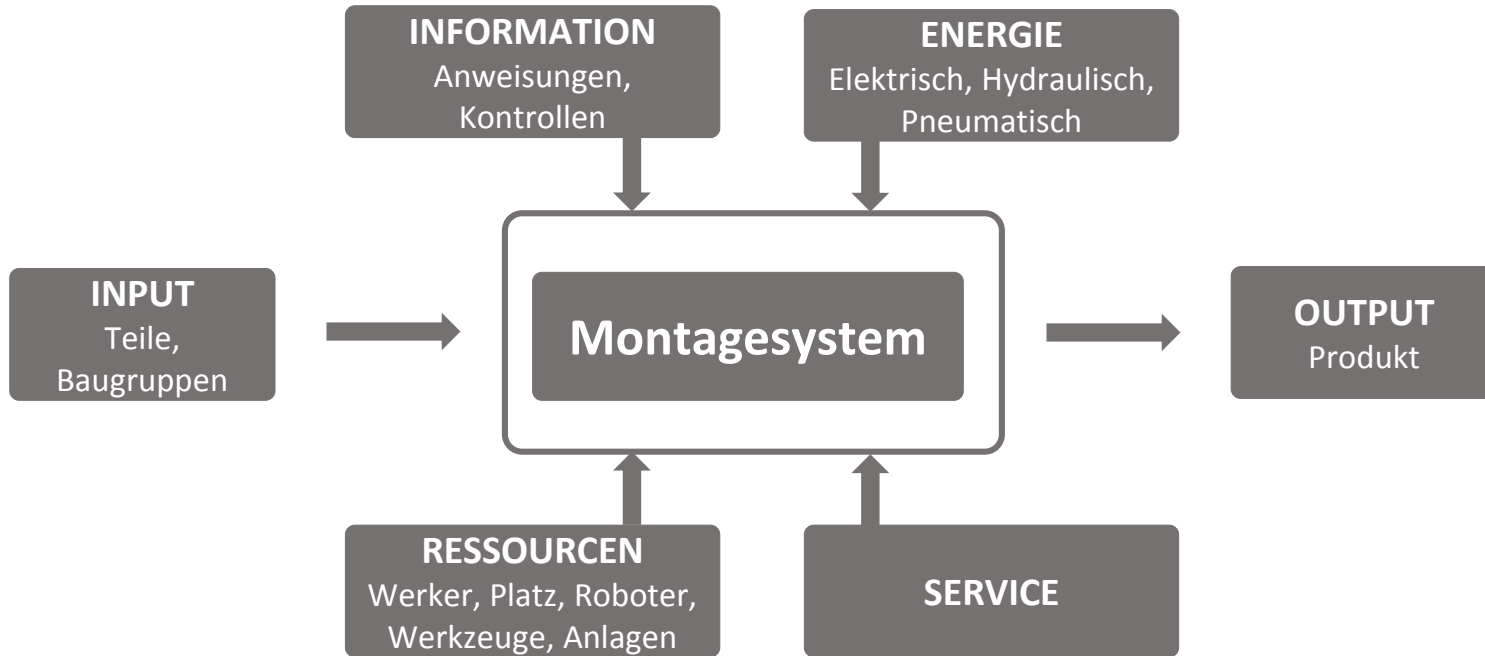 INFORMATION
Anweisungen,
Kontrollen
ENERGIE
Elektrisch, Hydraulisch,
Pneumatisch
INPUT
Teile,
Baugruppen
Montagesystem
OUTPUT
Produkt
RESSOURCEN
Werker, Platz, Roboter,
Werkzeuge, Anlagen
SERVICE